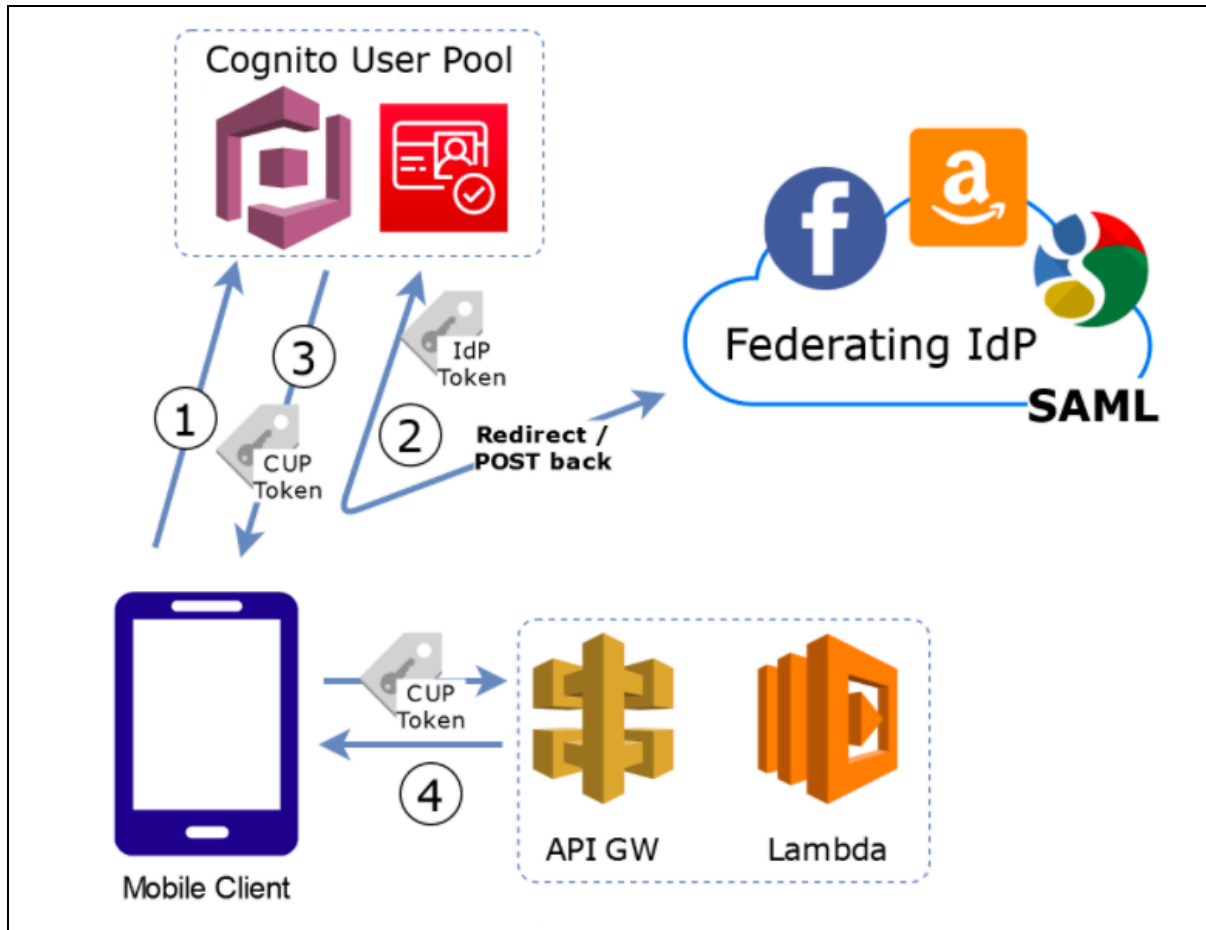 Cognito User Pool
f
a
Federating IdP
SAML
1
3
IdP
Token
2
Redirect /
POST back
CUP
Token
CUP
Token
4
API GW
Lambda
Mobile Client